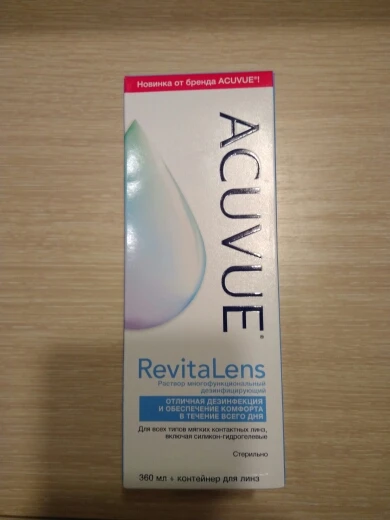 Новинка от бренда ACUVUE®!
ACUVUE®
RevitaLens
Раствор многофункциональный
дезинфицирующий
ОТЛИЧНАЯ ДЕЗИНФЕКЦИЯ
И ОБЕСПЕЧЕНИЕ КОМФОРТА
В ТЕЧЕНИЕ ВСЕГО ДНЯ
Для всех типов мягких контактных линз,
включая силикон-гидрогелевые
Стерильно
360 мл + контейнер для линз